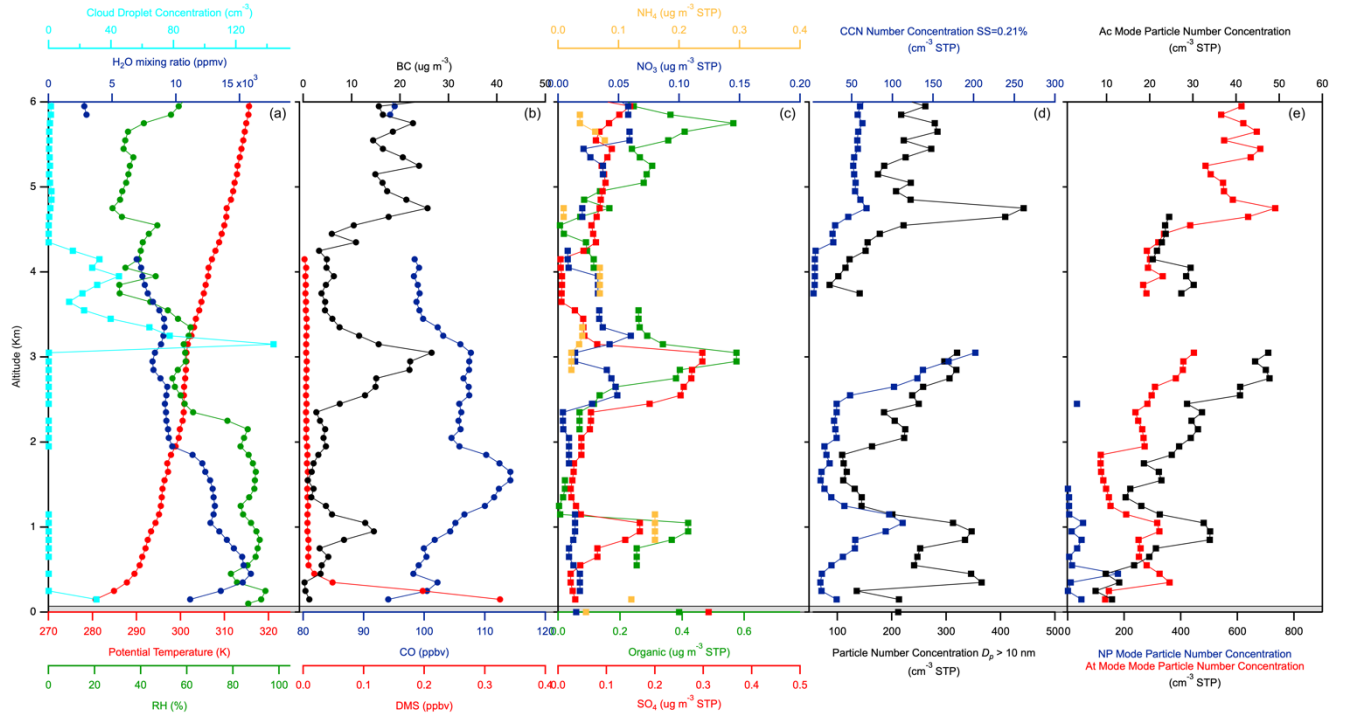 Cloud Droplet Concentration (cm⁻³)
0 40 80 120
H₂O mixing ratio (ppmv)
0 5 10 15 x10³
BC (ug m⁻³)
0 10 20 30 40 50
NH₄ (ug m⁻³ STP)
0.0 0.1 0.2 0.3 0.4
NO₃ (ug m⁻³ STP)
0.00 0.05 0.10 0.15 0.20
CCN Number Concentration SS=0.21%
(cm⁻³ STP)
0 50 100 150 200 250 300
Ac Mode Particle Number Concentration
(cm⁻³ STP)
0 10 20 30 40 50 60
(a)
(b)
(c)
(d)
(e)
Altitude (Km)
6
5
4
3
2
1
0
270 280 290 300 310 320
Potential Temperature (K)
0 20 40 60 80 100
RH (%)
80 90 100 110 120
CO (ppbv)
0.0 0.1 0.2 0.3 0.4
DMS (ppbv)
0.0 0.2 0.4 0.6
Organic (ug m⁻³ STP)
0.0 0.1 0.2 0.3 0.4 0.5
SO₄ (ug m⁻³ STP)
100 200 300 400 500
Particle Number Concentration Dₚ > 10 nm
(cm⁻³ STP)
0 200 400 600 800
NP Mode Particle Number Concentration
At Mode Mode Particle Number Concentration
(cm⁻³ STP)